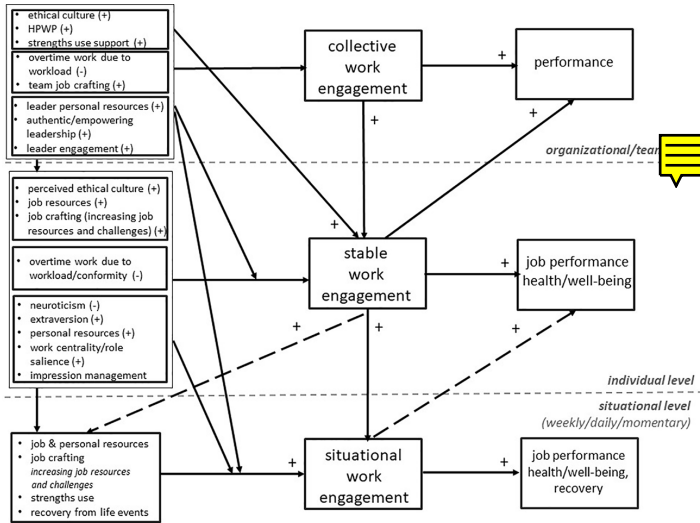 • ethical culture (+)
• HPWP (+)
• strengths use support (+)
• overtime work due to
workload (-)
• team job crafting (+)
• leader personal resources (+)
• authentic/empowering
leadership (+)
• leader engagement (+)
collective
work
engagement
+
performance
+
+
organizational/tean
• perceived ethical culture (+)
• job resources (+)
• job crafting (increasing job
resources and challenges) (+)
• overtime work due to
workload/conformity (-)
• neuroticism (-)
• extraversion (+)
• personal resources (+)
• work centrality/role
salience (+)
• impression management
+
stable
work
engagement
+
job performance
health/well-being
+
+
+
individual level
situational level
(weekly/daily/momentary)
• job & personal resources
• job crafting
increasing job resources
and challenges
• strengths use
• recovery from life events
+
situational
work
engagement
+
job performance
health/well-being,
recovery